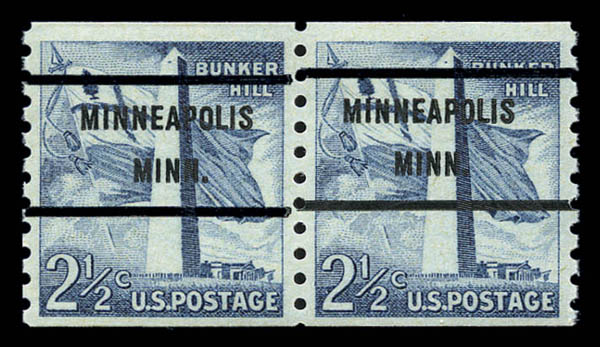 BUNKER
HILL
MINNEAPOLIS
MINN.
2½c U.S.POSTAGE
BUNKER
HILL
MINNEAPOLIS
MINN.
2½c U.S.POSTAGE